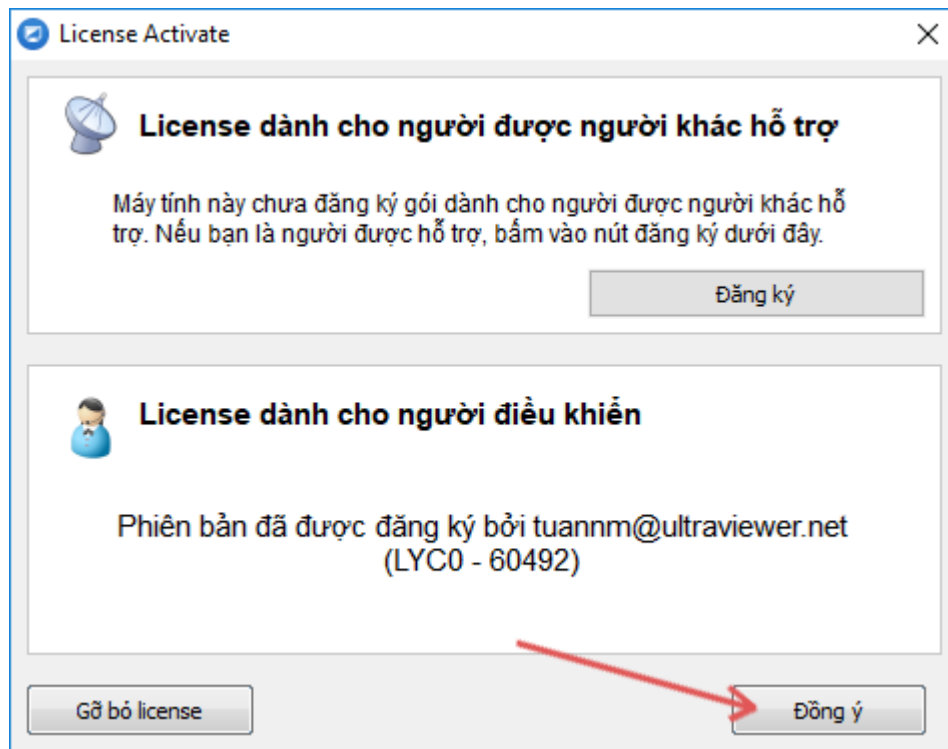 License Activate
License dành cho người được người khác hỗ trợ
Máy tính này chưa đăng ký gói dành cho người được người khác hỗ
trợ. Nếu bạn là người được hỗ trợ, bấm vào nút đăng ký dưới đây.
Đăng ký
License dành cho người điều khiển
Phiên bản đã được đăng ký bởi tuannm@ultraviewer.net
(LYC0 - 60492)
Gỡ bỏ license
Đồng ý